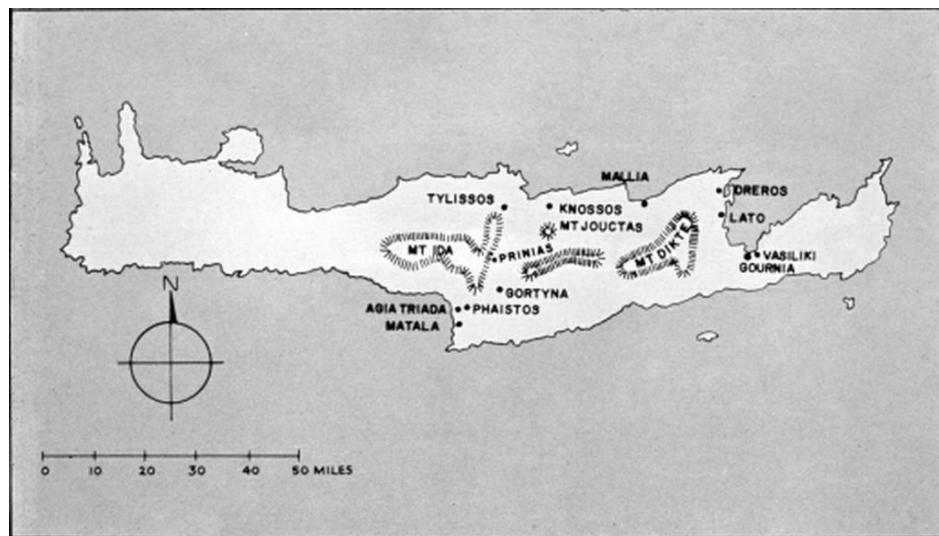 MALLIA
TYLISSOS
KNOSSOS
DREROS
LATO
MT JOUCTAS
MT IDA
PRINIAS
MT DIKTE
VASILIKI
GOURNIA
GORTYNA
AGIA TRIADA
PHAISTOS
MATALA
N
0 10 20 30 40 50 MILES